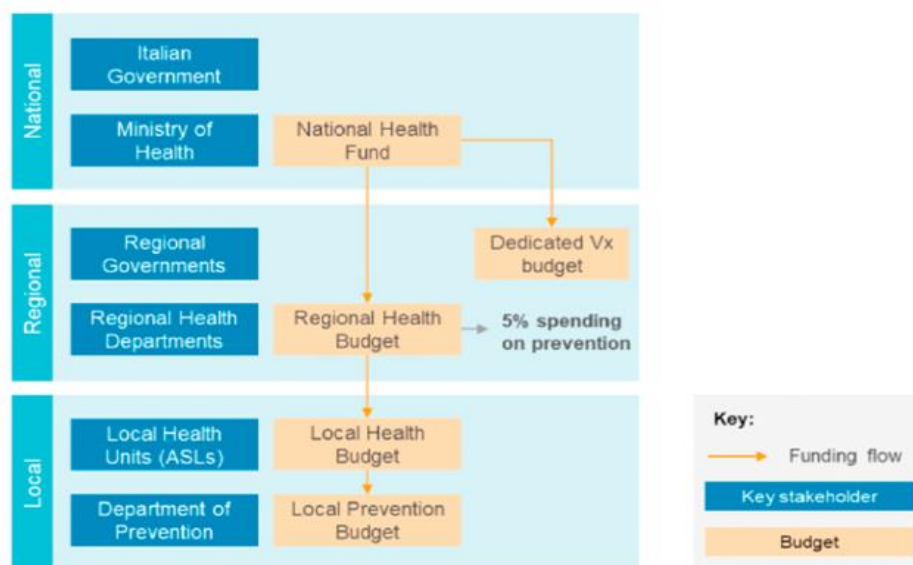 National
Italian
Government
Ministry of
Health
National Health
Fund
Regional
Regional
Governments
Dedicated Vx
budget
Regional Health
Departments
Regional Health
Budget
5% spending
on prevention
Local
Local Health
Units (ASLs)
Local Health
Budget
Department of
Prevention
Local Prevention
Budget
Key:
Funding flow
Key stakeholder
Budget